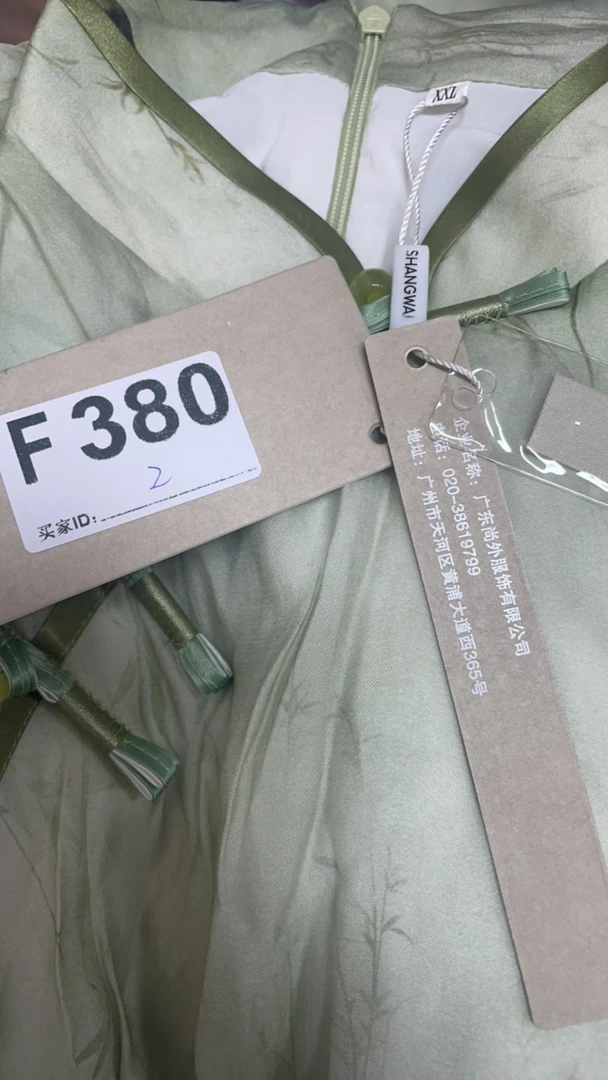 XXL
SHANGWAI
F 380
2
买家ID:
企业名称：广东尚外服饰有限公司
电话：020-38619799
地址：广州市天河区黄浦大道西365号